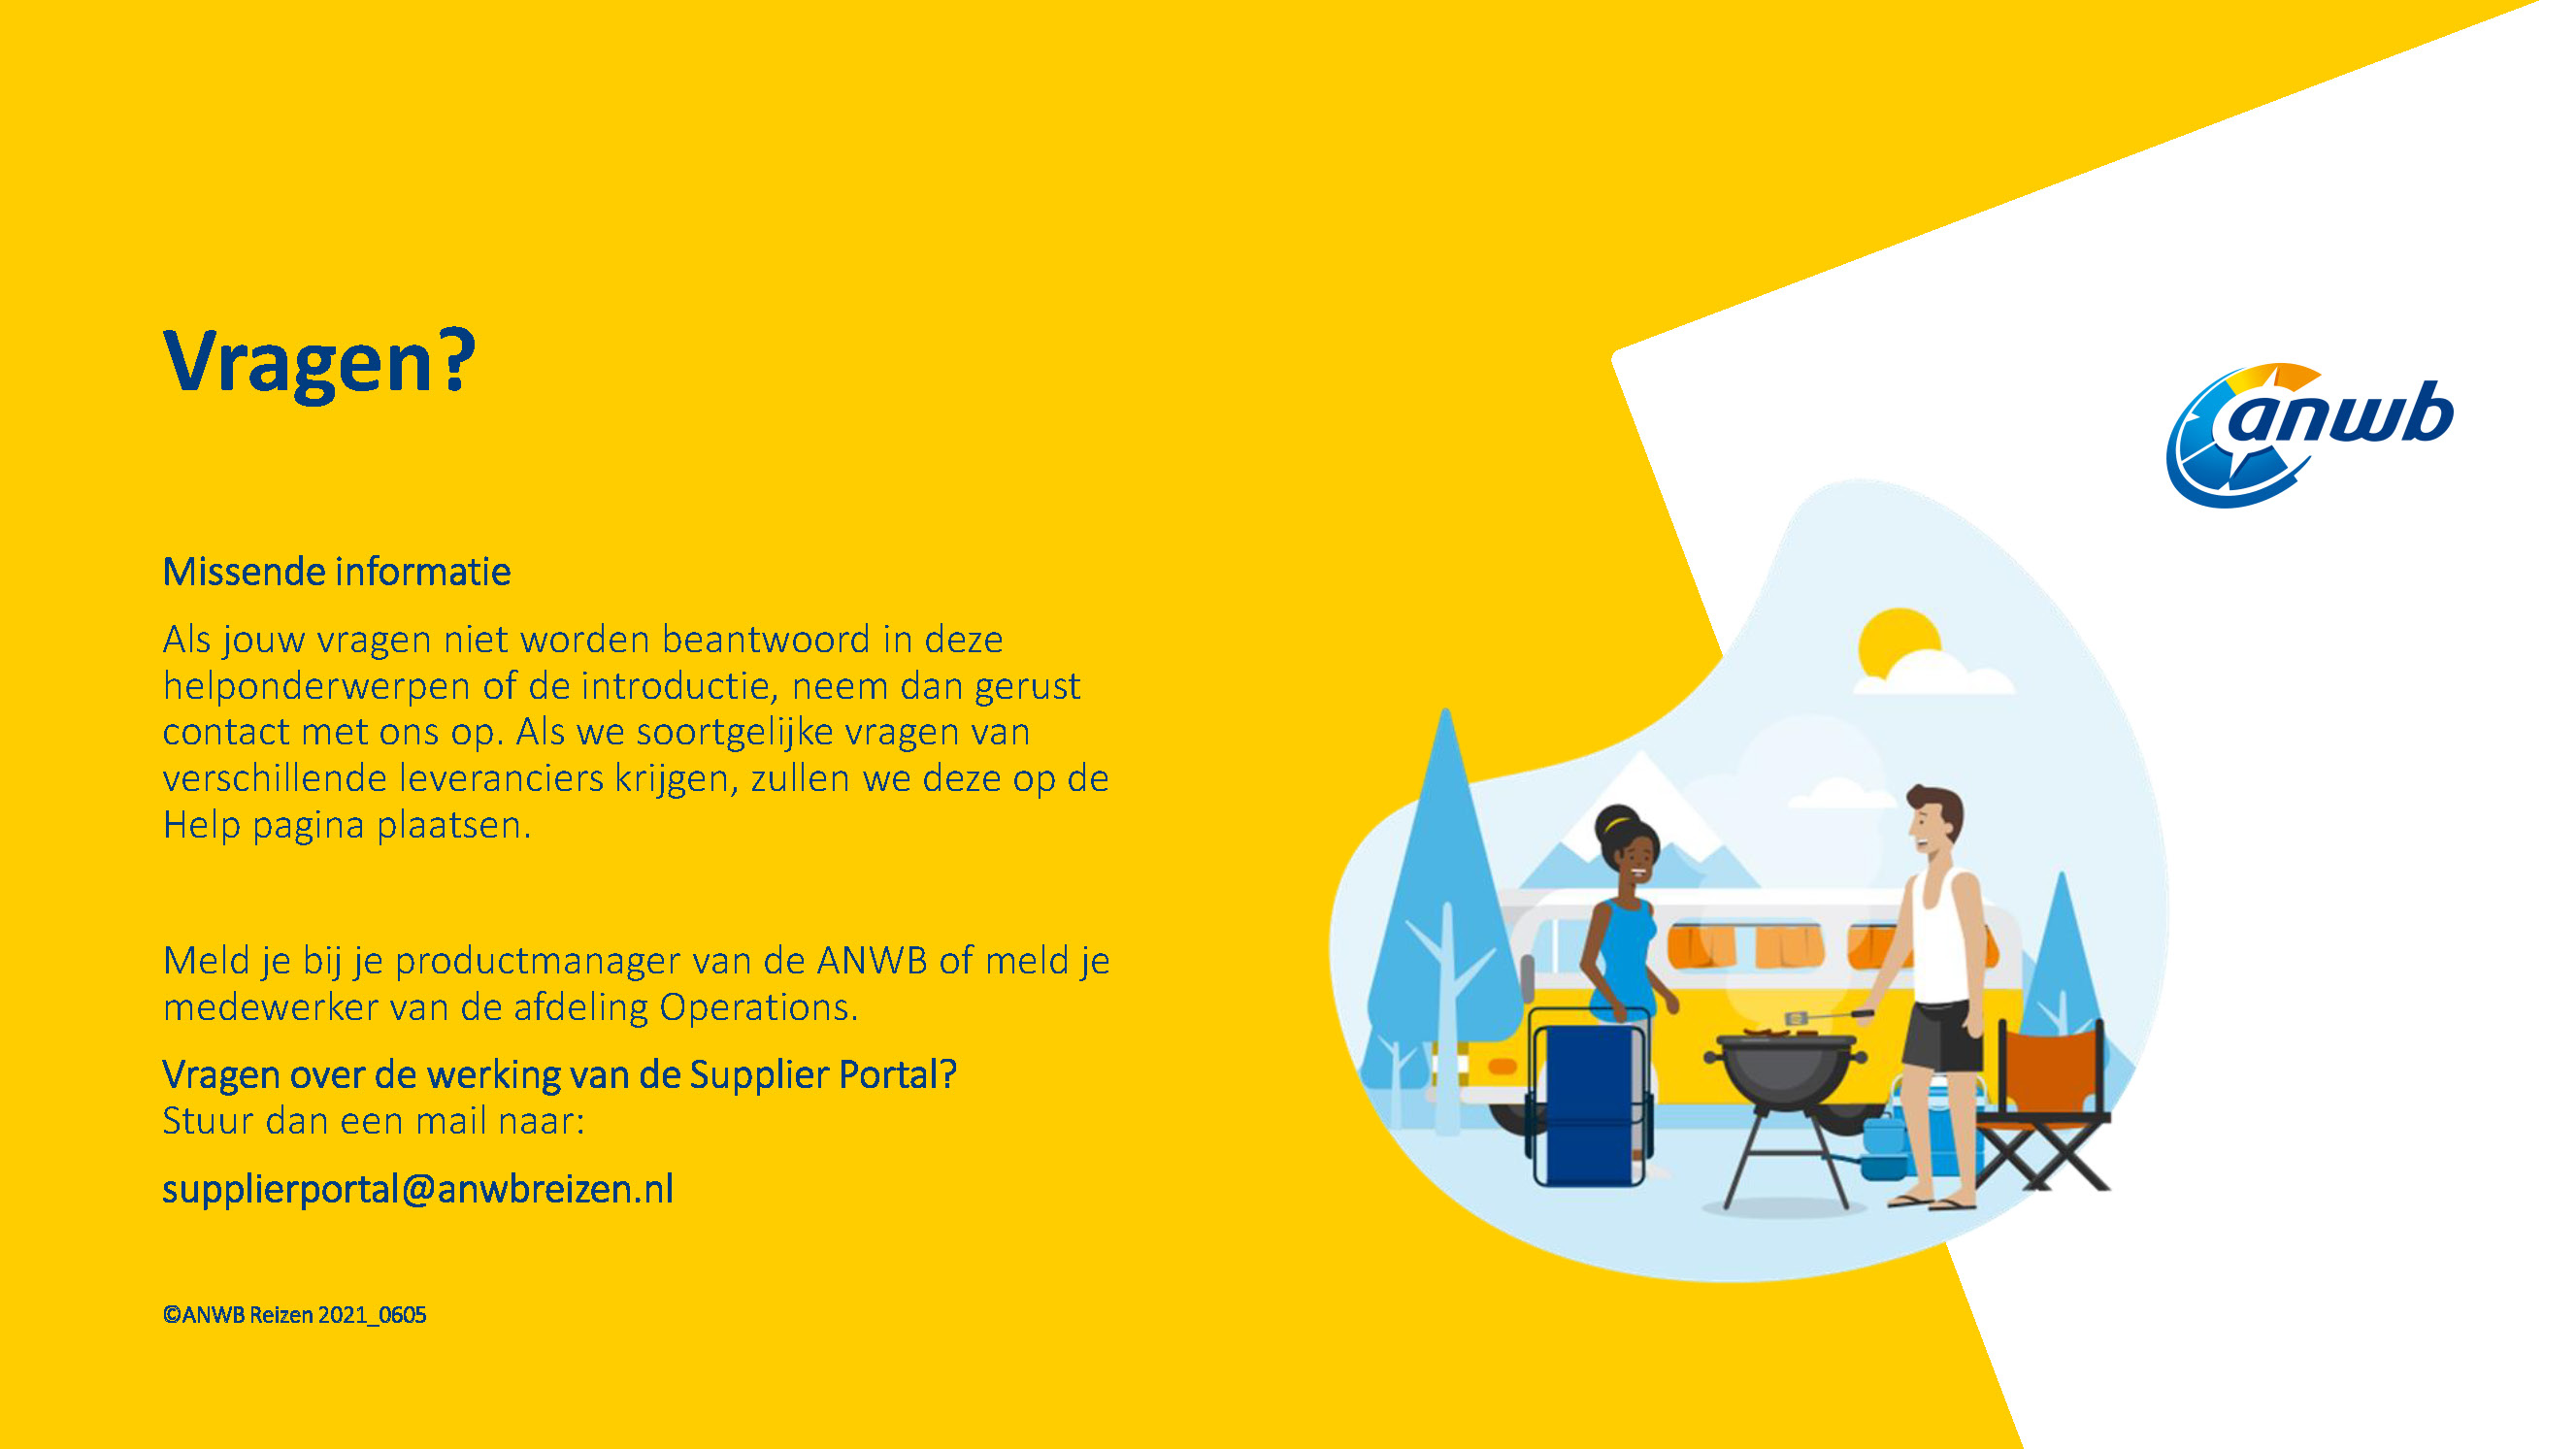 Vragen?
anwb
Missende informatie
Als jouw vragen niet worden beantwoord in deze
helponderwerpen of de introductie, neem dan gerust
contact met ons op. Als we soortgelijke vragen van
verschillende leveranciers krijgen, zullen we deze op de
Help pagina plaatsen.
Meld je bij je productmanager van de ANWB of meld je
medewerker van de afdeling Operations.
Vragen over de werking van de Supplier Portal?
Stuur dan een mail naar:
supplierportal@anwbreizen.nl
©ANWB Reizen 2021_0605